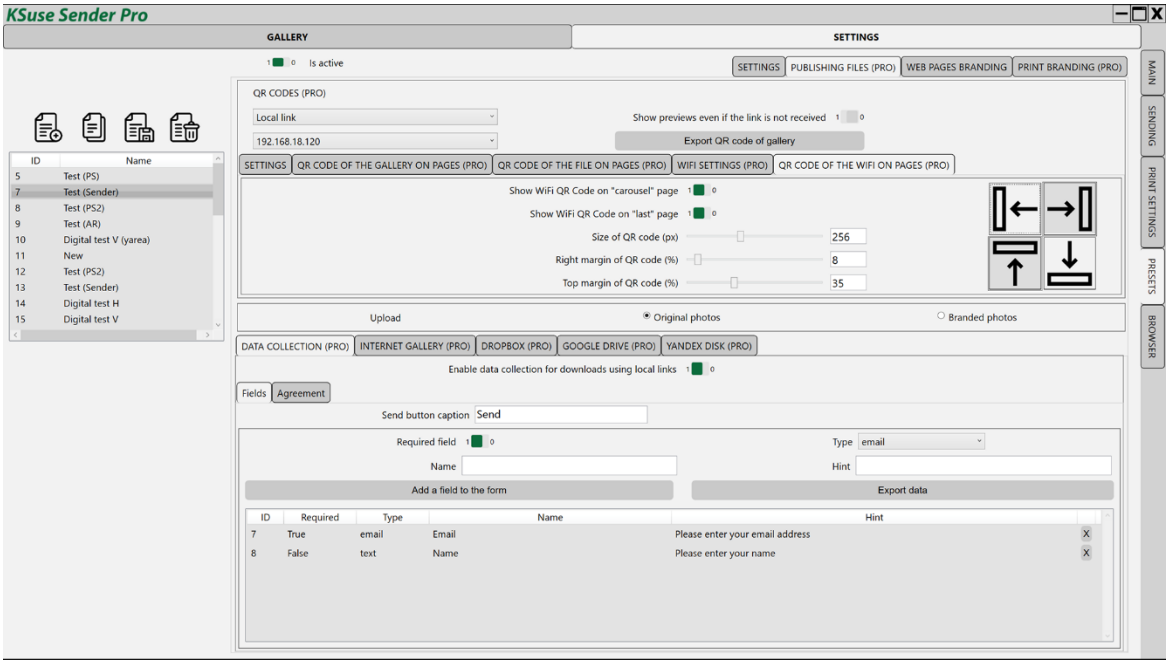 KSuse Sender Pro
GALLERY
SETTINGS
1 0 Is active
SETTINGS PUBLISHING FILES (PRO) WEB PAGES BRANDING PRINT BRANDING (PRO)
MAIN
SENDING
PRINT SETTINGS
PRESETS
BROWSER
ID Name
5 Test (PS)
7 Test (Sender)
8 Test (PS2)
9 Test (AR)
10 Digital test V (yarea)
11 New
12 Test (PS2)
13 Test (Sender)
14 Digital test H
15 Digital test V
QR CODES (PRO)
Local link
Show previews even if the link is not received 1 0
192.168.18.120
Export QR code of gallery
SETTINGS QR CODE OF THE GALLERY ON PAGES (PRO) QR CODE OF THE FILE ON PAGES (PRO) WIFI SETTINGS (PRO) QR CODE OF THE WIFI ON PAGES (PRO)
Show WiFi QR Code on "carousel" page 1 0
Show WiFi QR Code on "last" page 1 0
Size of QR code (px) 256
Right margin of QR code (%) 8
Top margin of QR code (%) 35
Upload Original photos Branded photos
DATA COLLECTION (PRO) INTERNET GALLERY (PRO) DROPBOX (PRO) GOOGLE DRIVE (PRO) YANDEX DISK (PRO)
Enable data collection for downloads using local links 1 0
Fields Agreement
Send button caption Send
Required field 1 0 Type email
Name Hint
Add a field to the form Export data
ID Required Type Name Hint
7 True email Email Please enter your email address X
8 False text Name Please enter your name X